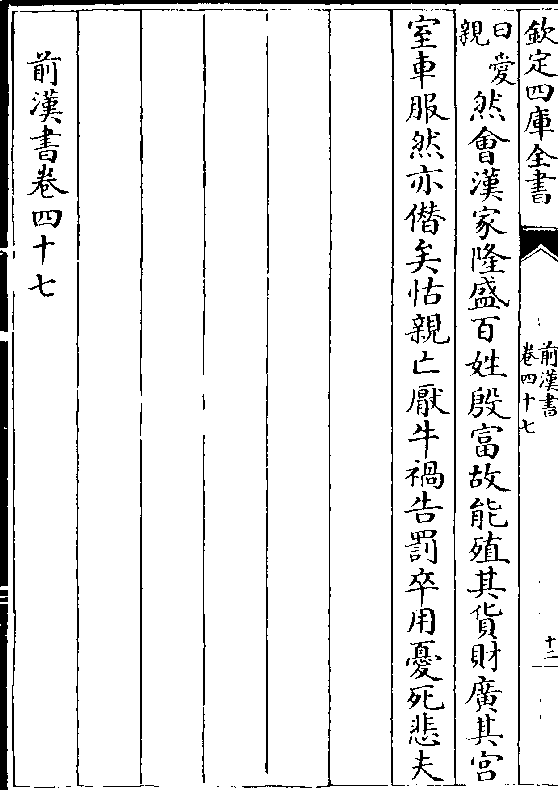 欽定四庫全書
前漢書
卷四十七
十二
曰愛
親
然會漢家隆盛百姓殷富故能殖其貨財廣其宫
室車服然亦僭矣怙親亡厭牛禍告罰卒用憂死悲夫
前漢書卷四十七